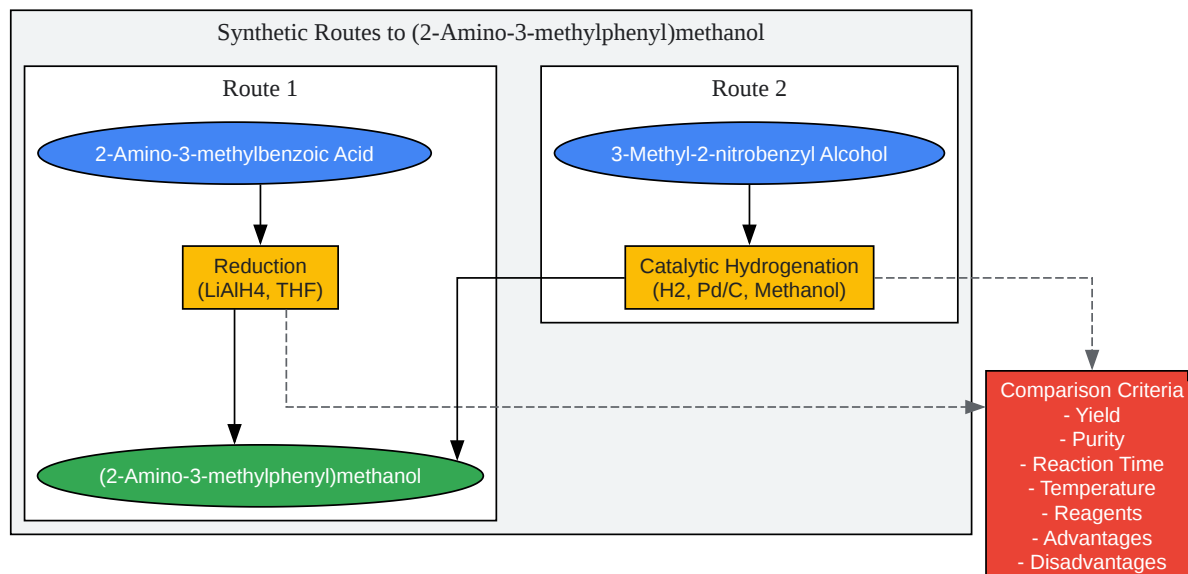 Synthetic Routes to (2-Amino-3-methylphenyl)methanol
Route 1
2-Amino-3-methylbenzoic Acid
Reduction
(LiAlH4, THF)
(2-Amino-3-methylphenyl)methanol
Route 2
3-Methyl-2-nitrobenzyl Alcohol
Catalytic Hydrogenation
(H2, Pd/C, Methanol)
Comparison Criteria
- Yield
- Purity
- Reaction Time
- Temperature
- Reagents
- Advantages
- Disadvantages